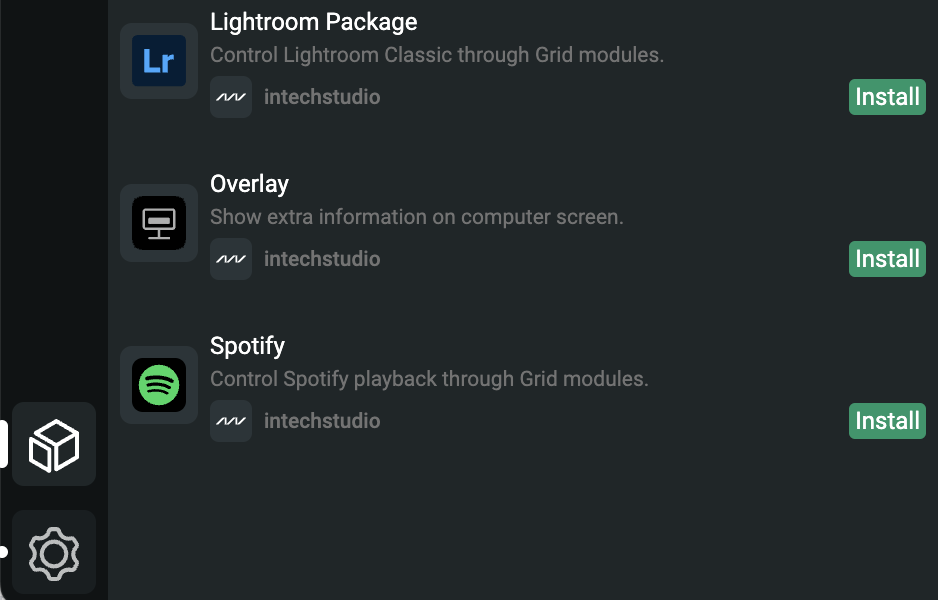 Lightroom Package
Lr
Control Lightroom Classic through Grid modules.
intechstudio
Install
Overlay
Show extra information on computer screen.
intechstudio
Install
Spotify
Control Spotify playback through Grid modules.
intechstudio
Install